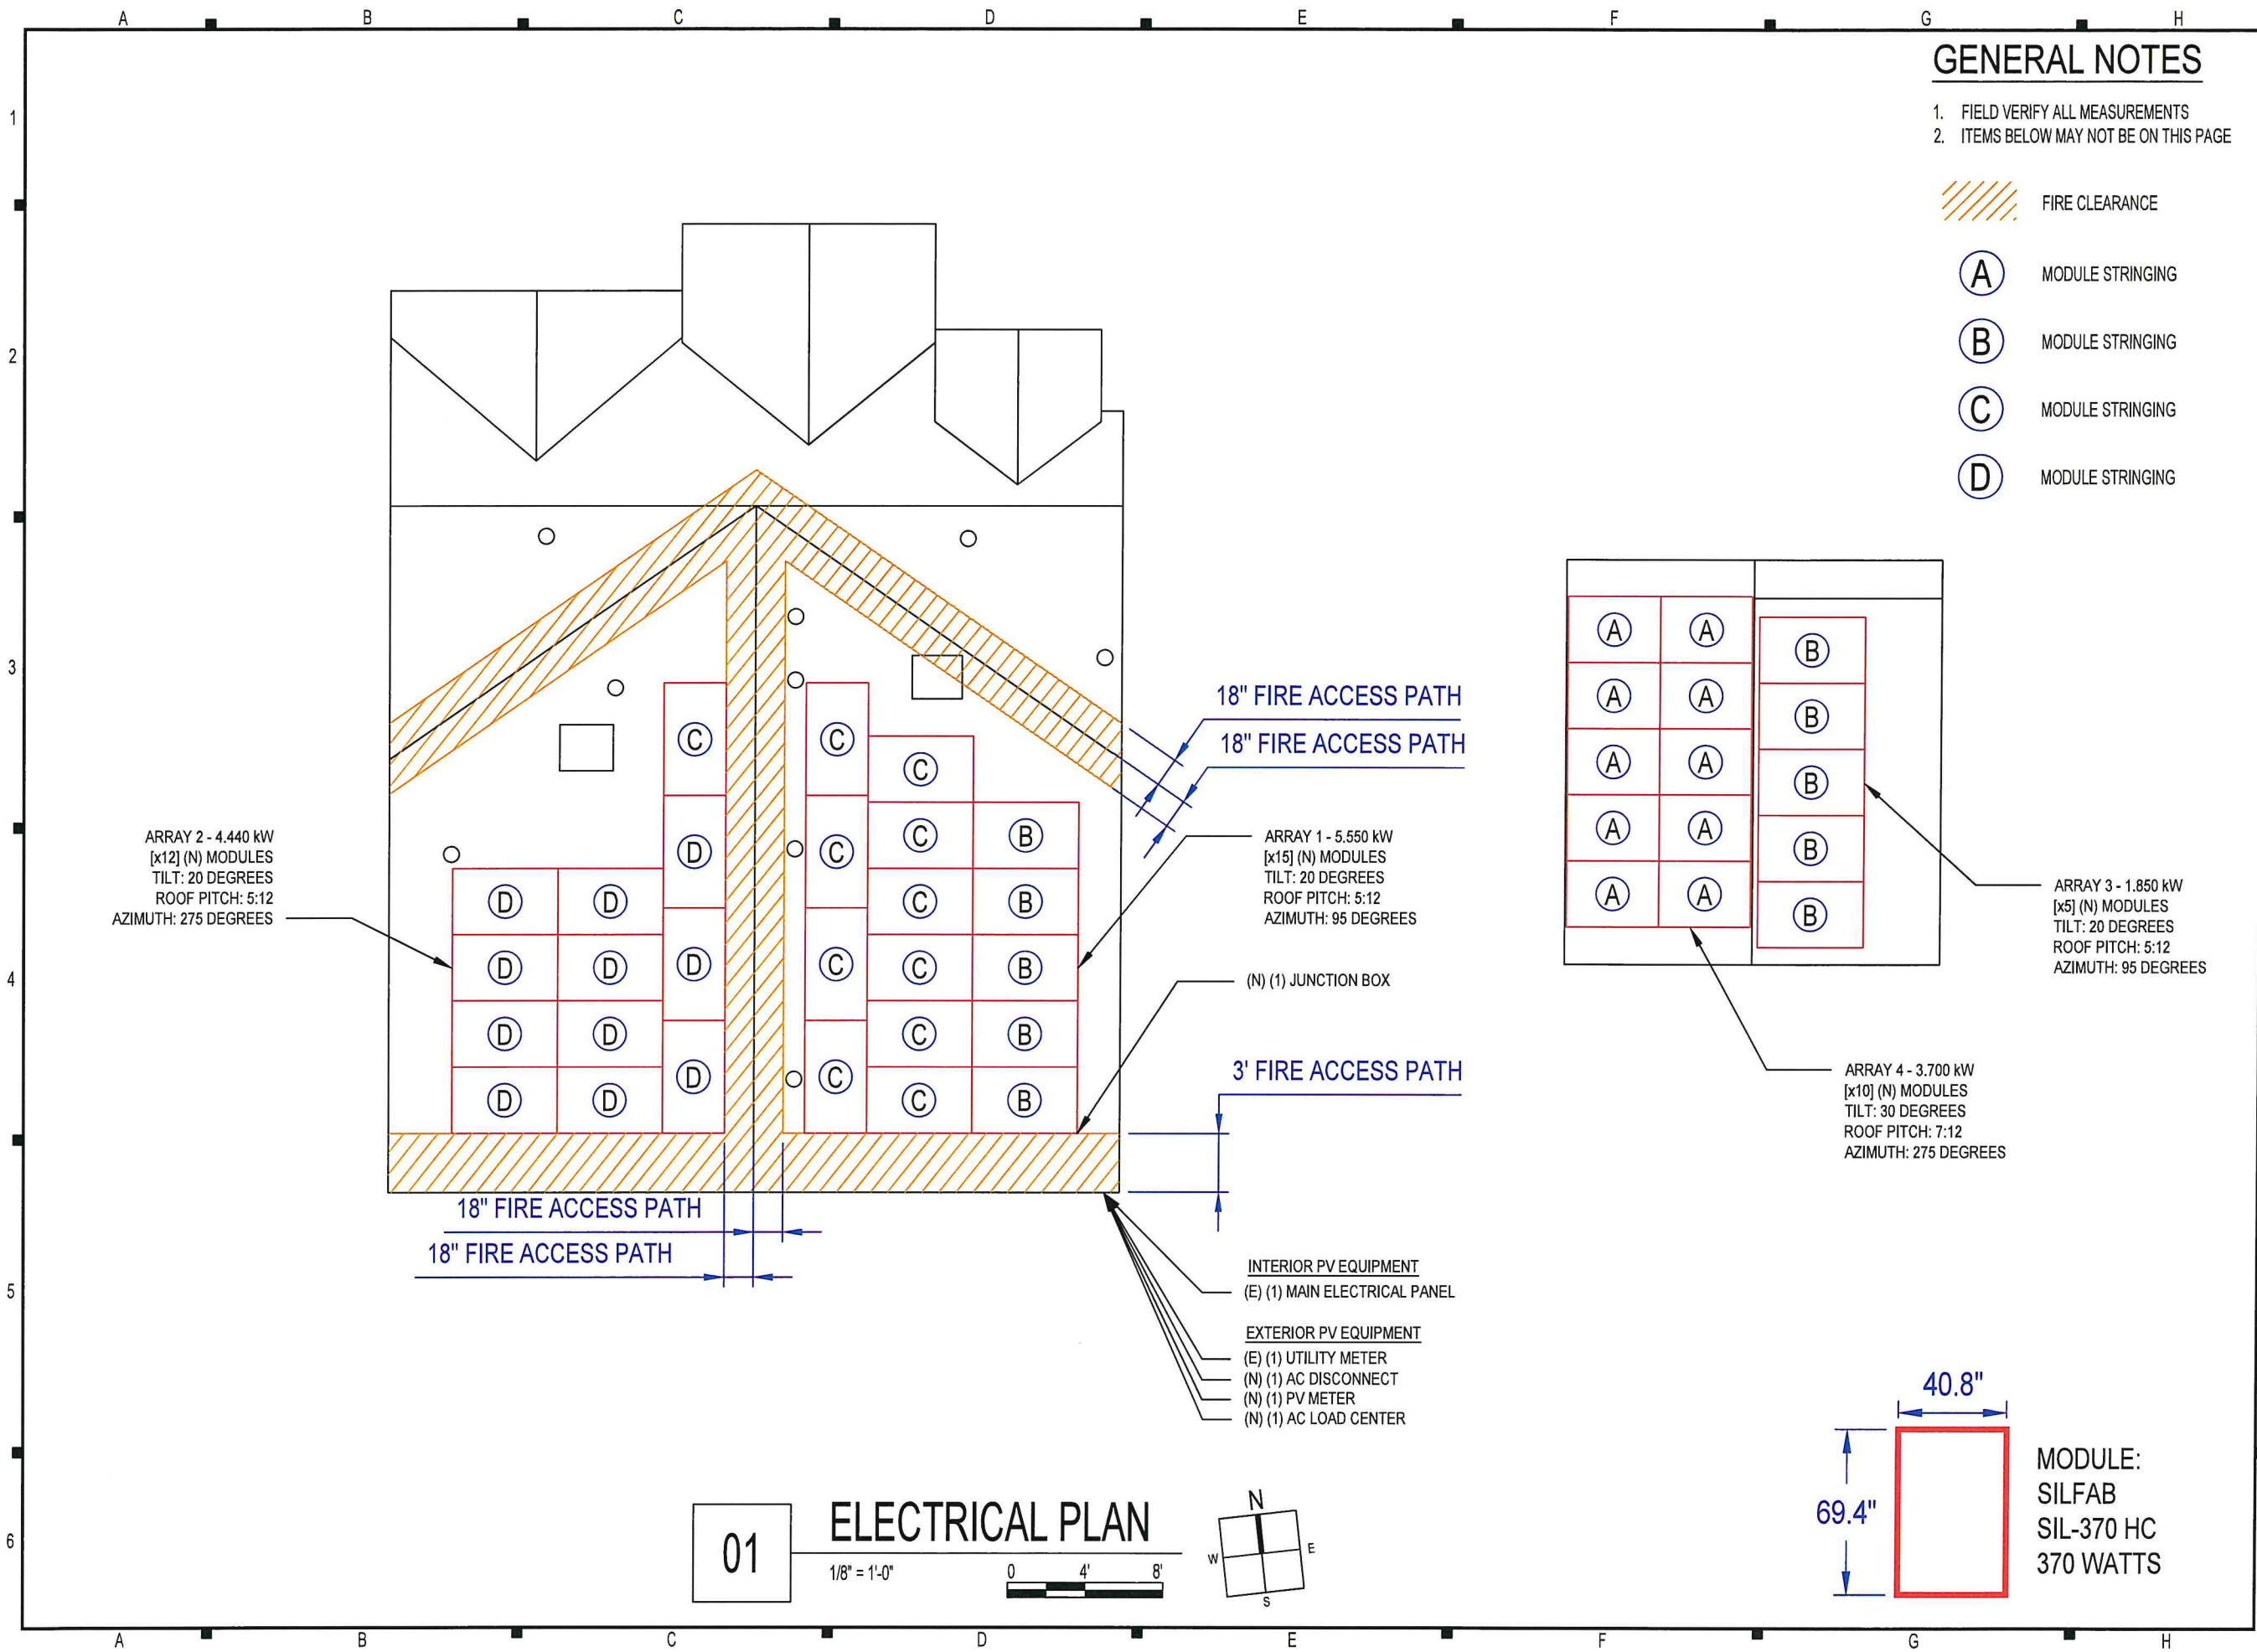 A B C D E F G H
GENERAL NOTES
1. FIELD VERIFY ALL MEASUREMENTS
2. ITEMS BELOW MAY NOT BE ON THIS PAGE
FIRE CLEARANCE
A MODULE STRINGING
B MODULE STRINGING
C MODULE STRINGING
D MODULE STRINGING
1
2
3
4
5
6
A A
A A
A A
A A
A A
B
B
B
B
B
C
D
D
D
D D
D D
D D
D D
C
C
C
C
C
C B
C B
C B
C B
C B
18" FIRE ACCESS PATH
18" FIRE ACCESS PATH
ARRAY 2 - 4.440 kW
[x12] (N) MODULES
TILT: 20 DEGREES
ROOF PITCH: 5:12
AZIMUTH: 275 DEGREES
ARRAY 1 - 5.550 kW
[x15] (N) MODULES
TILT: 20 DEGREES
ROOF PITCH: 5:12
AZIMUTH: 95 DEGREES
(N) (1) JUNCTION BOX
ARRAY 3 - 1.850 kW
[x5] (N) MODULES
TILT: 20 DEGREES
ROOF PITCH: 5:12
AZIMUTH: 95 DEGREES
3' FIRE ACCESS PATH
ARRAY 4 - 3.700 kW
[x10] (N) MODULES
TILT: 30 DEGREES
ROOF PITCH: 7:12
AZIMUTH: 275 DEGREES
18" FIRE ACCESS PATH
18" FIRE ACCESS PATH
INTERIOR PV EQUIPMENT
(E) (1) MAIN ELECTRICAL PANEL
EXTERIOR PV EQUIPMENT
(E) (1) UTILITY METER
(N) (1) AC DISCONNECT
(N) (1) PV METER
(N) (1) AC LOAD CENTER
40.8"
69.4"
MODULE:
SILFAB
SIL-370 HC
370 WATTS
01
ELECTRICAL PLAN
1/8" = 1'-0"
0 4' 8'
N
W E
S
A B C D E F G H